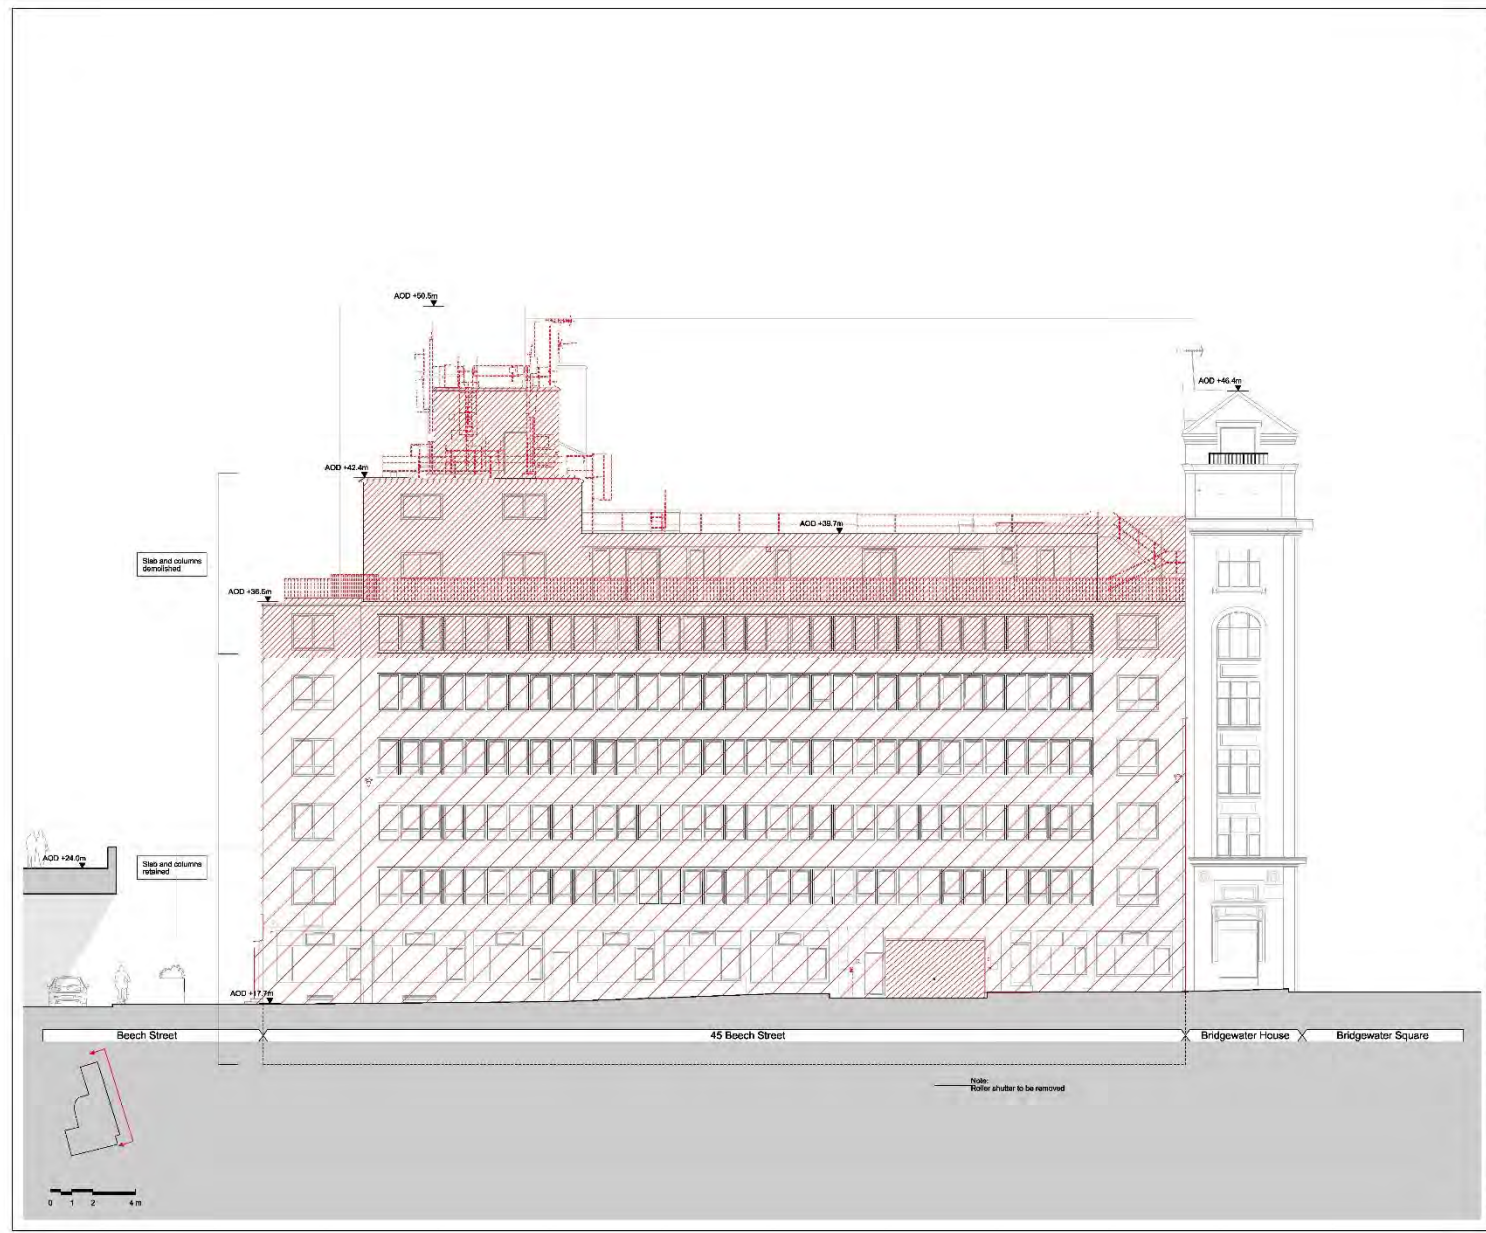 AOD +50.5m
AOD +46.4m
AOD +42.4m
AOD +39.7m
Slab and columns
demolished
AOD +36.5m
AOD +24.0m
Slab and columns
retained
AOD +17.7m
Beech Street
45 Beech Street
Bridgewater House
Bridgewater Square
Note:
Roller shutter to be removed
0 1 2 4 m